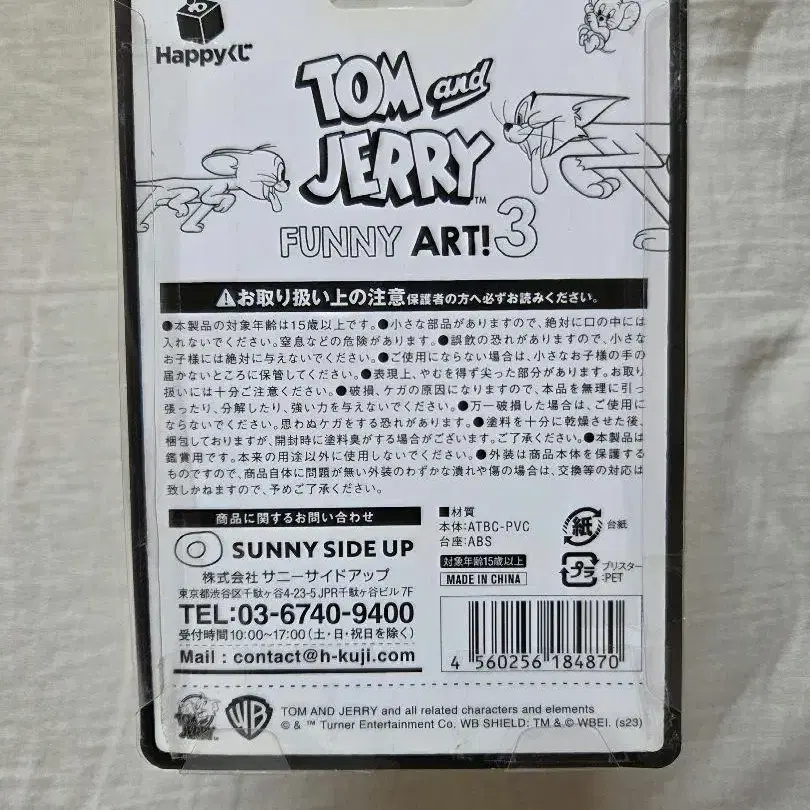 Happyくじ
TOM and
JERRY™
FUNNY ART! 3
⚠お取り扱い上の注意 保護者の方へ必ずお読みください。
●本製品の対象年齢は15歳以上です。●小さな部品がありますので、絶対に口の中には
入れないでください。窒息などの危険があります。●誤飲の恐れがありますので、小さな
お子様には絶対に与えないでください。●ご使用にならない場合は、小さなお子様の手の
届かないところに保管してください。●表現上、やむを得ず尖った部分があります。お取り
扱いには十分ご注意ください。●破損、ケガの原因になりますので、本品を無理に引っ
張ったり、分解したり、強い力を与えないでください。●万一破損した場合は、ご使用に
ならないでください。思わぬケガをする恐れがあります。●塗料を十分に乾燥させた後、
梱包しておりますが、開封時に塗料臭がする場合がございます。ご了承ください。●本製品は
鑑賞用です。本来の用途以外に使用しないでください。●外装は商品本体を保護する
ものですので、商品自体に問題が無い外装のわずかな潰れや傷の場合は、交換等の対応は
致しかねますので、予めご了承ください。
商品に関するお問い合わせ
SUNNY SIDE UP
株式会社 サニーサイドアップ
東京都渋谷区千駄ヶ谷4-23-5 JPR千駄ヶ谷ビル 7F
TEL:03-6740-9400
受付時間10:00~17:00(土・日・祝日を除く)
Mail : contact@h-kuji.com
■材質
本体:ATBC-PVC
台座:ABS
対象年齢15歳以上
MADE IN CHINA
紙 台紙
プラ ブリスター
:PET
4 560256 184870
TOM and JERRY
WB
TOM AND JERRY and all related characters and elements
© & ™ Turner Entertainment Co. WB SHIELD: TM & © WBEI. (s23)